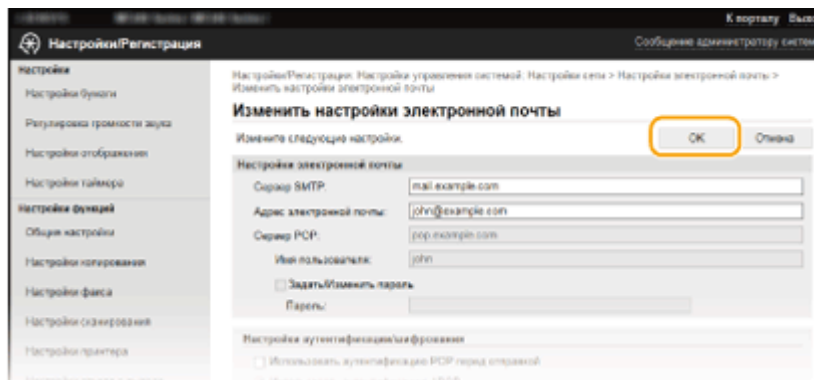 К порталу Выхо
Настройки/Регистрация
Сообщение администратору систем
Настройки
Настройки бумаги
Регулировка громкости звука
Настройки отображения
Настройки таймера
Настройки функций
Общие настройки
Настройки копирования
Настройки факса
Настройки сканирования
Настройки принтера
Настройки/Регистрация: Настройки управления системой: Настройки сети > Настройки электронной почты >
Изменить настройки электронной почты
Изменить настройки электронной почты
Измените следующие настройки.
OK
Отмена
Настройки электронной почты
Сервер SMTP: mail.example.com
Адрес электронной почты: john@example.com
Сервер POP: pop.example.com
Имя пользователя: john
Задать/Изменить пароль
Пароль:
Настройки аутентификации/шифрования
Использовать аутентификацию POP перед отправкой